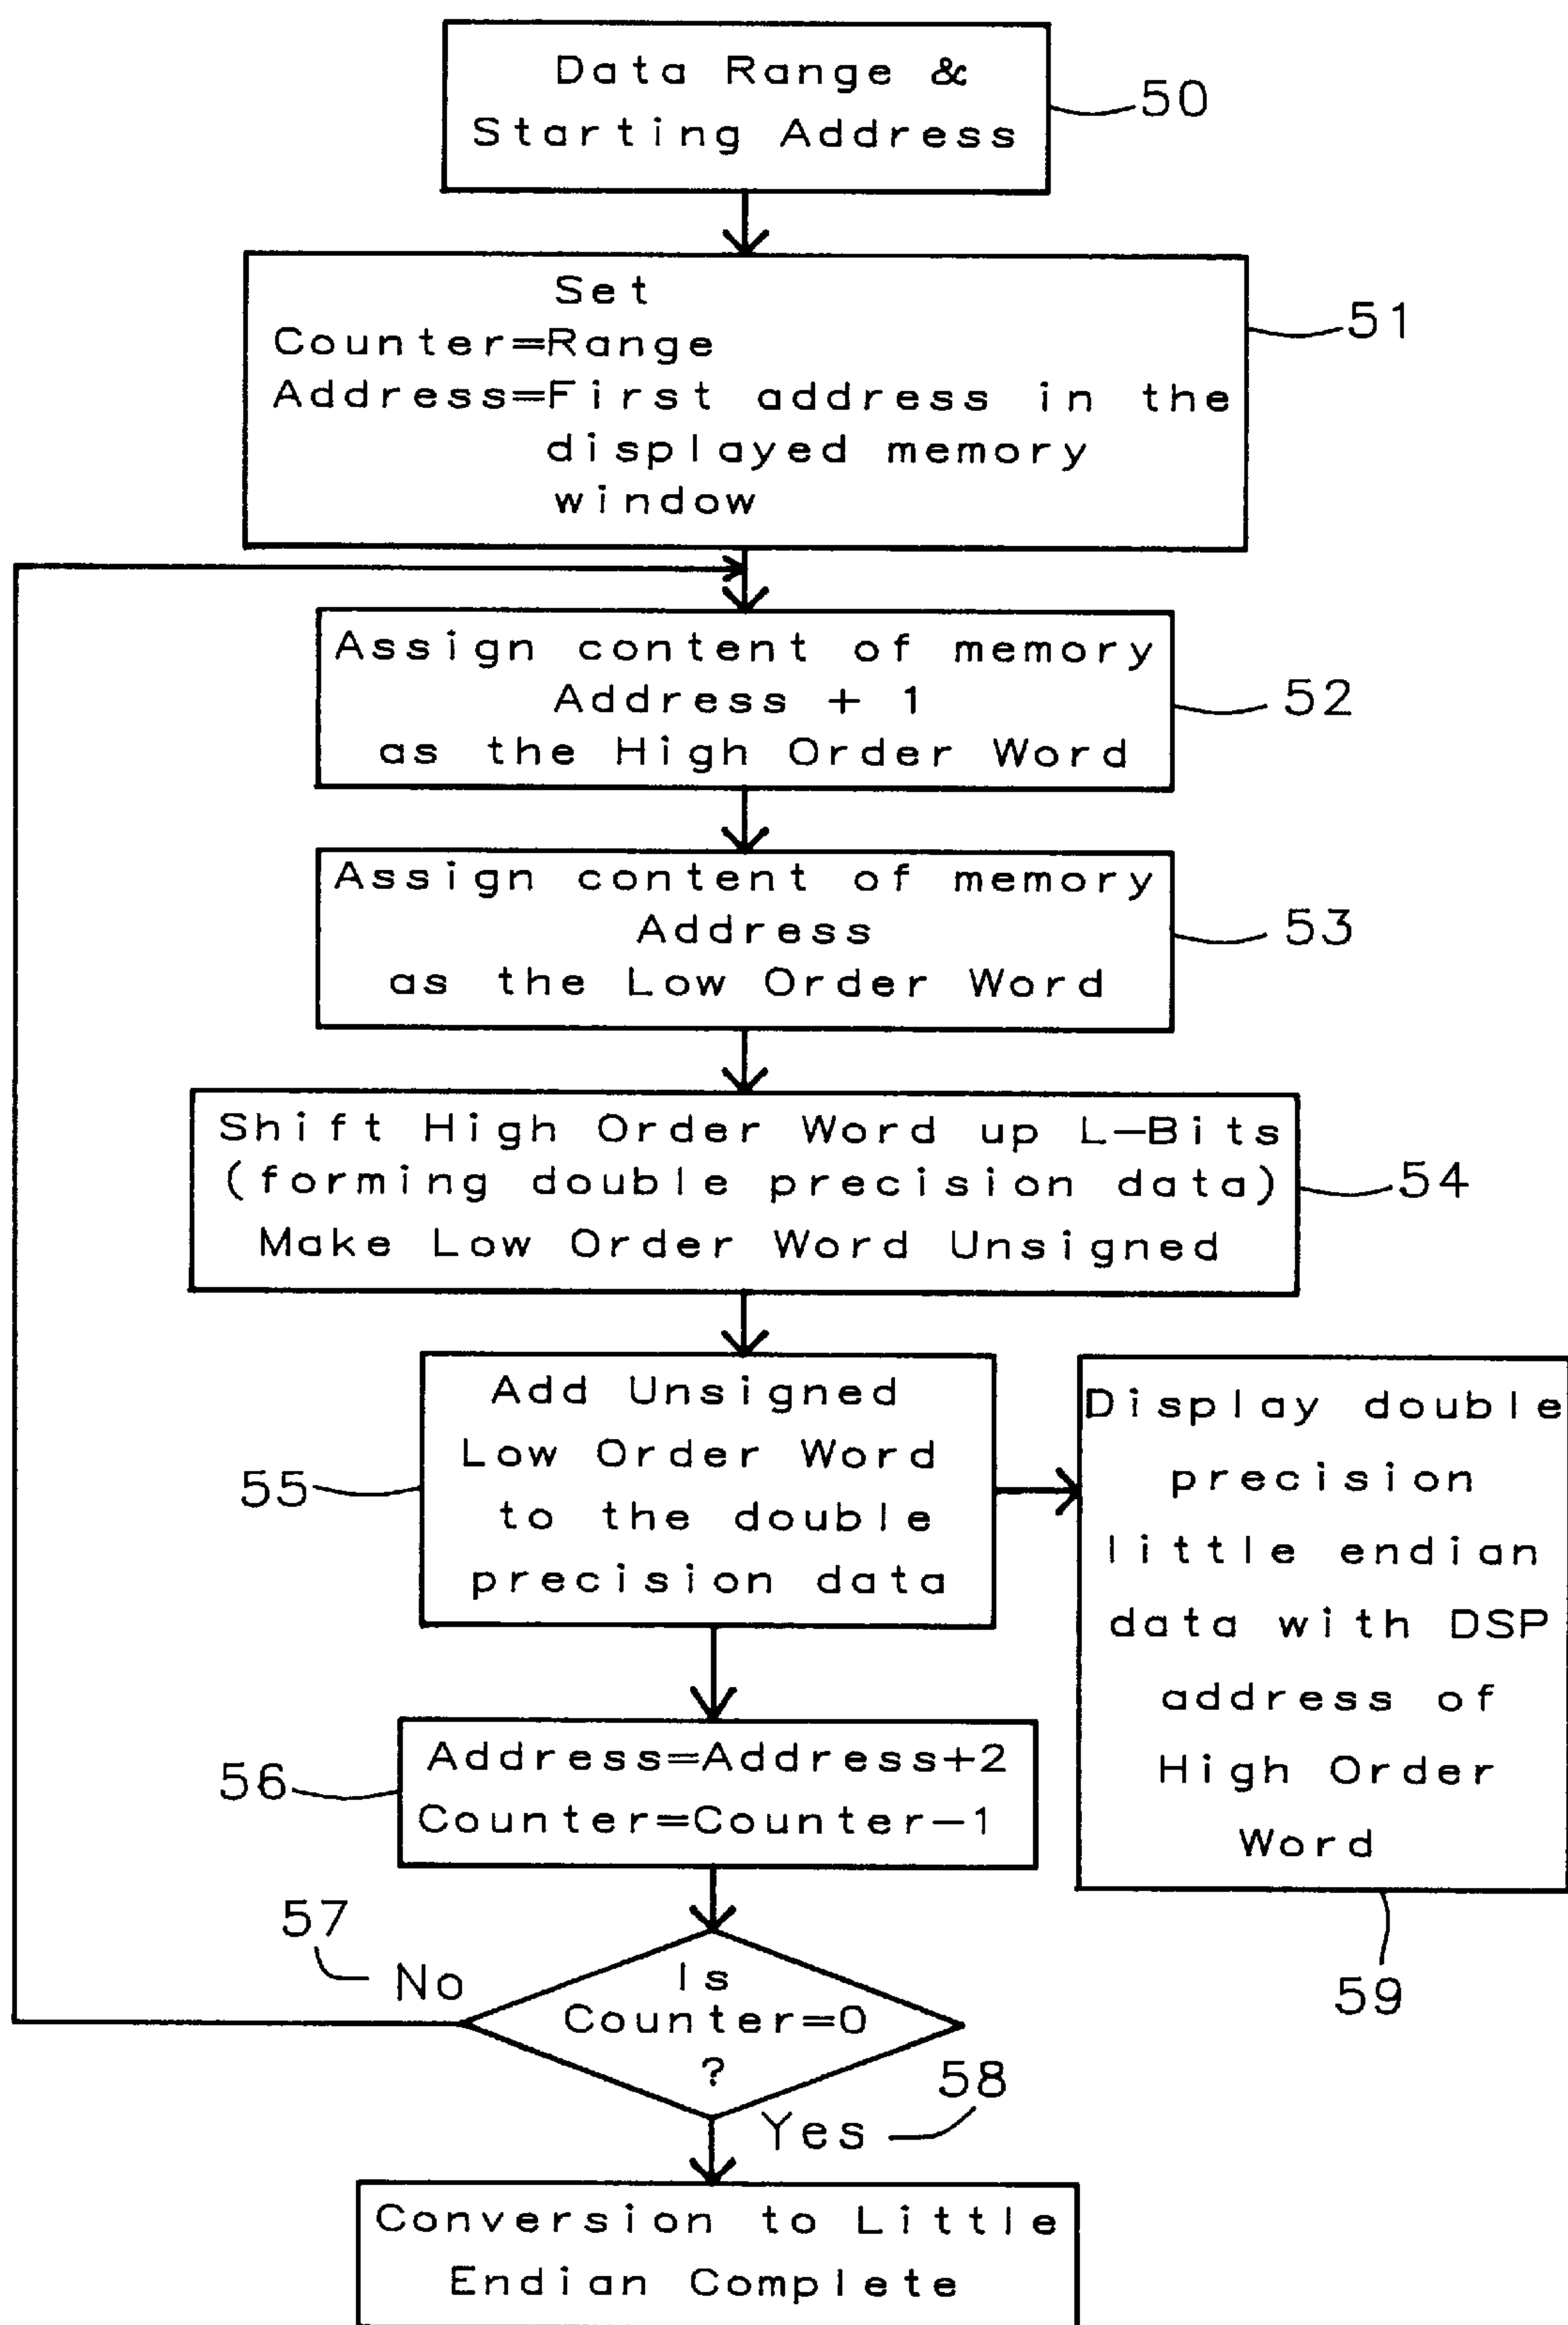 Data Range &
Starting Address
50
Set
Counter=Range
Address=First address in the
displayed memory
window
51
Assign content of memory
Address + 1
as the High Order Word
52
Assign content of memory
Address
as the Low Order Word
53
Shift High Order Word up L-Bits
(forming double precision data)
Make Low Order Word Unsigned
54
Add Unsigned
Low Order Word
to the double
precision data
55
Display double
precision
little endian
data with DSP
address of
High Order
Word
59
Address=Address+2
Counter=Counter-1
56
57
No
Is
Counter=0
?
58
Yes
Conversion to Little
Endian Complete